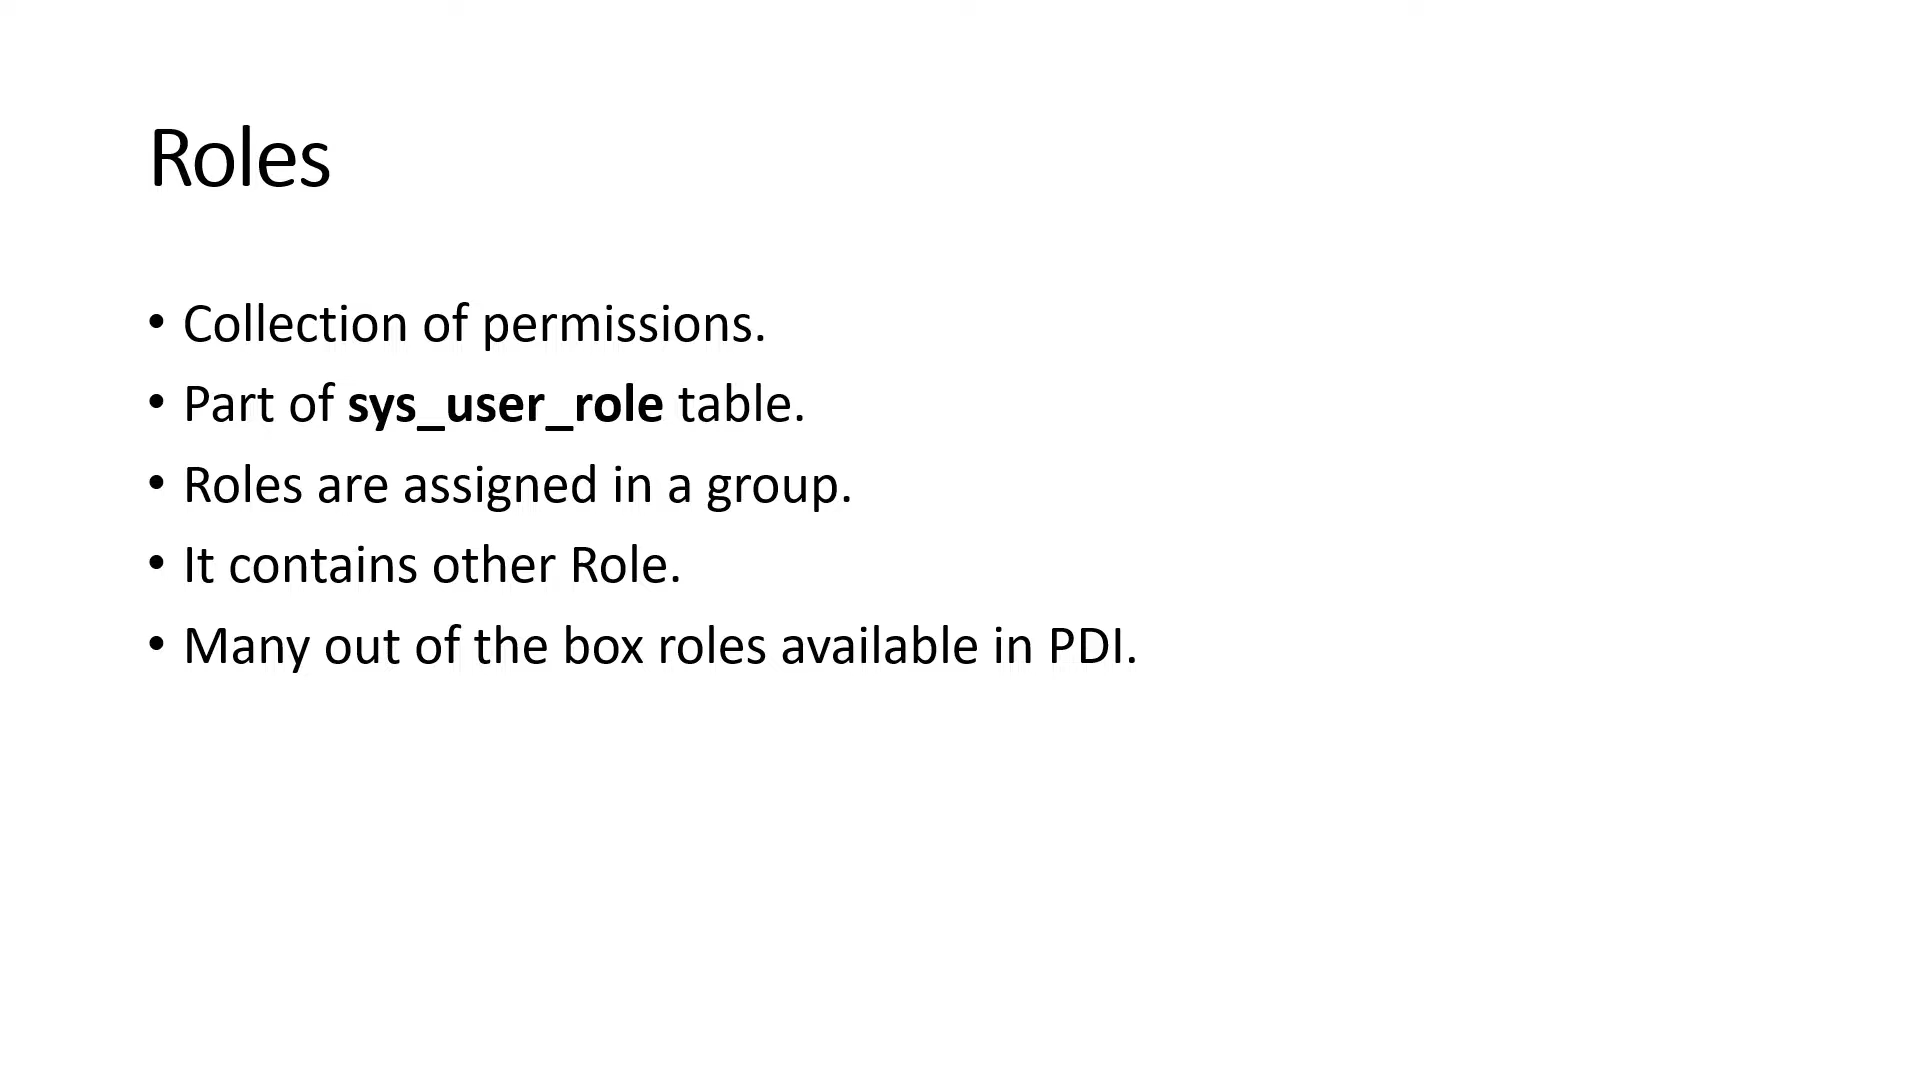 Roles
• Collection of permissions.
• Part of sys_user_role table.
• Roles are assigned in a group.
• It contains other Role.
• Many out of the box roles available in PDI.